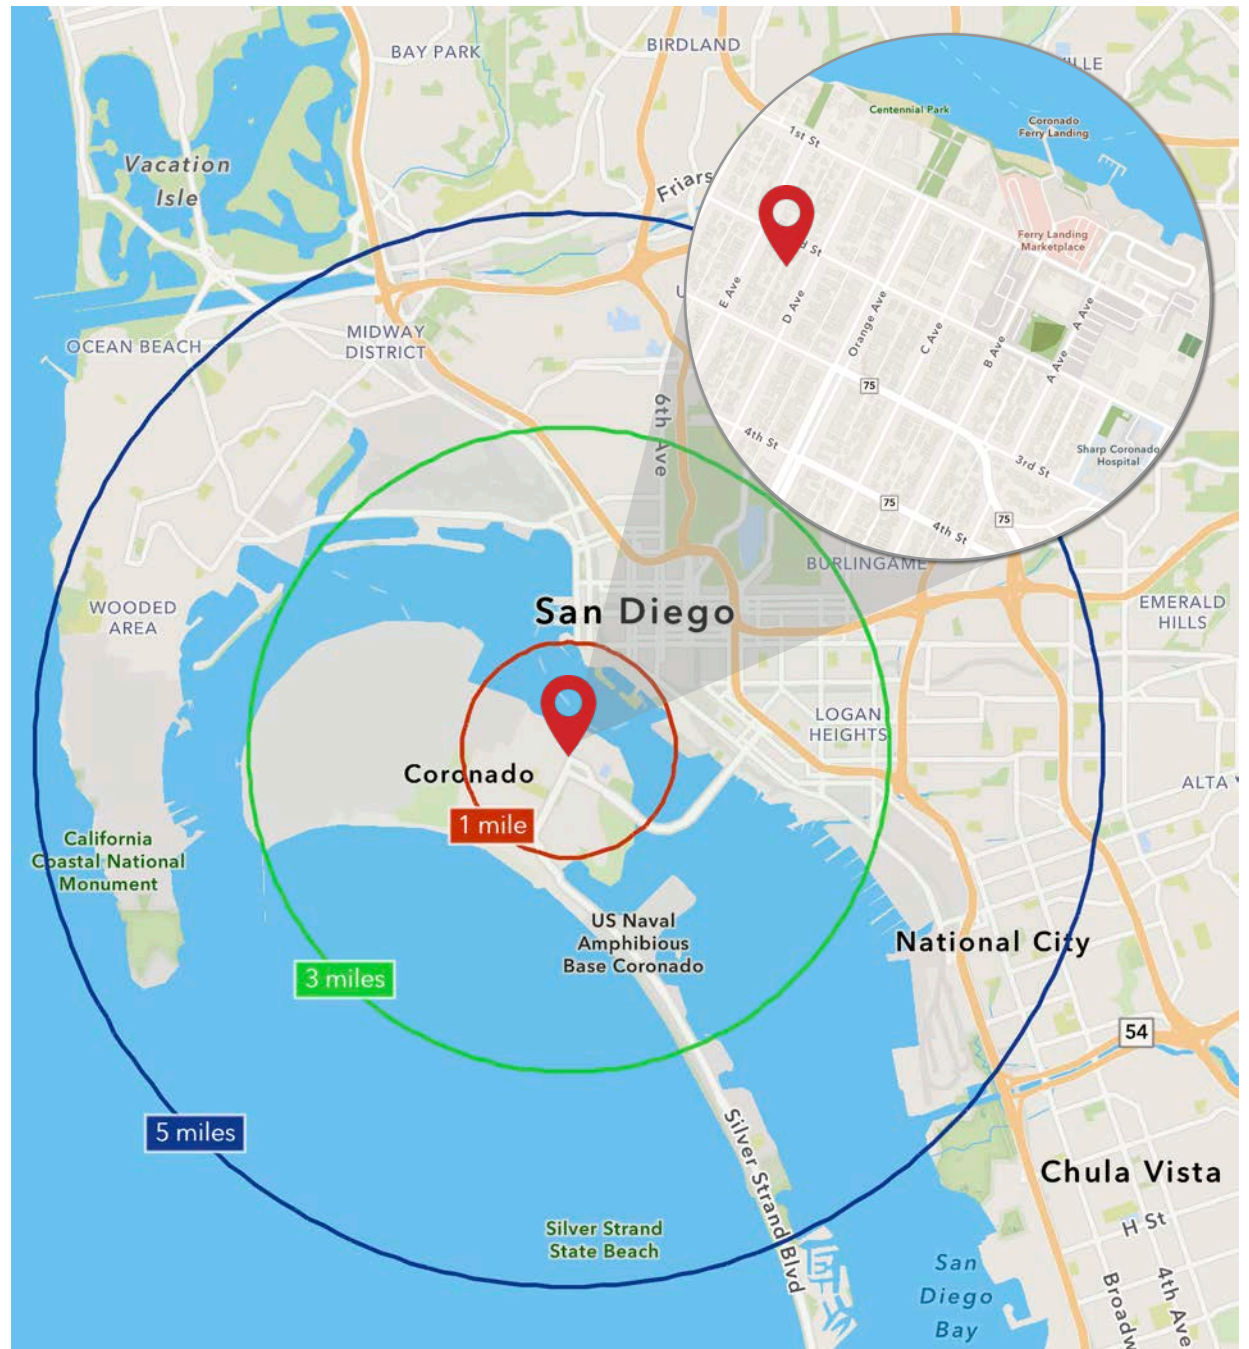 BAY PARK
BIRDLAND
VILLE
Vacation
Isle
Friars
Centennial Park
Coronado
Ferry Landing
1st St
Ferry Landing
Marketplace
d St
E Ave
D Ave
Orange Ave
C Ave
B Ave
A Ave
A Ave
75
4th St
3rd St
Sharp Coronado
Hospital
75
75
4th St
OCEAN BEACH
MIDWAY
DISTRICT
U
6th Ave
BURLINGAME
WOODED
AREA
San Diego
EMERALD
HILLS
LOGAN
HEIGHTS
Coronado
ALTA
1 mile
California
Coastal National
Monument
US Naval
Amphibious
Base Coronado
National City
3 miles
54
5 miles
Silver Strand Blvd
Chula Vista
Silver Strand
State Beach
H St
San
Diego
Bay
Broadw
4th Ave